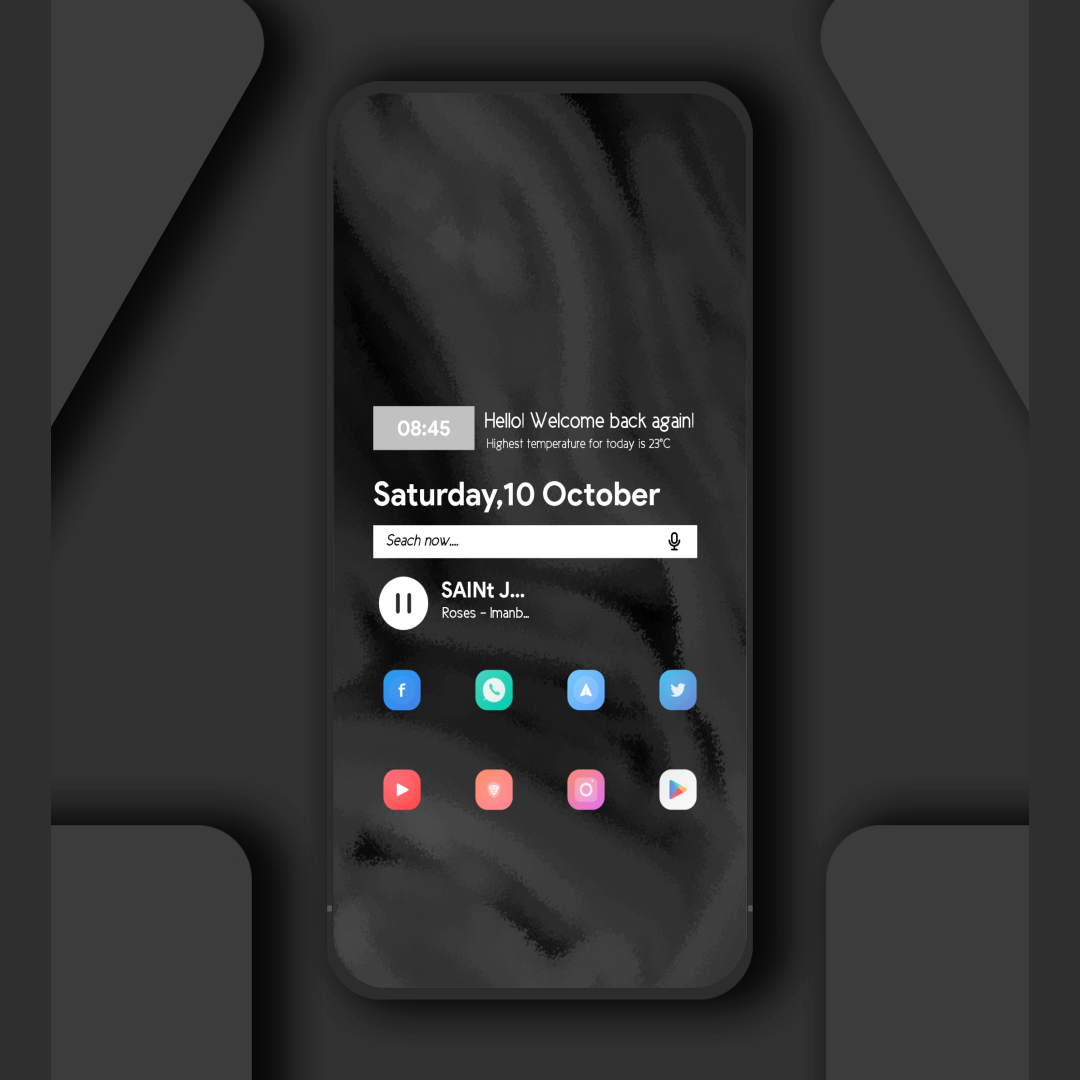 08:45
Hello! Welcome back again!
Highest temperature for today is 23°C
Saturday,10 October
Seach now....
SAINt J...
Roses - Imanb...
f